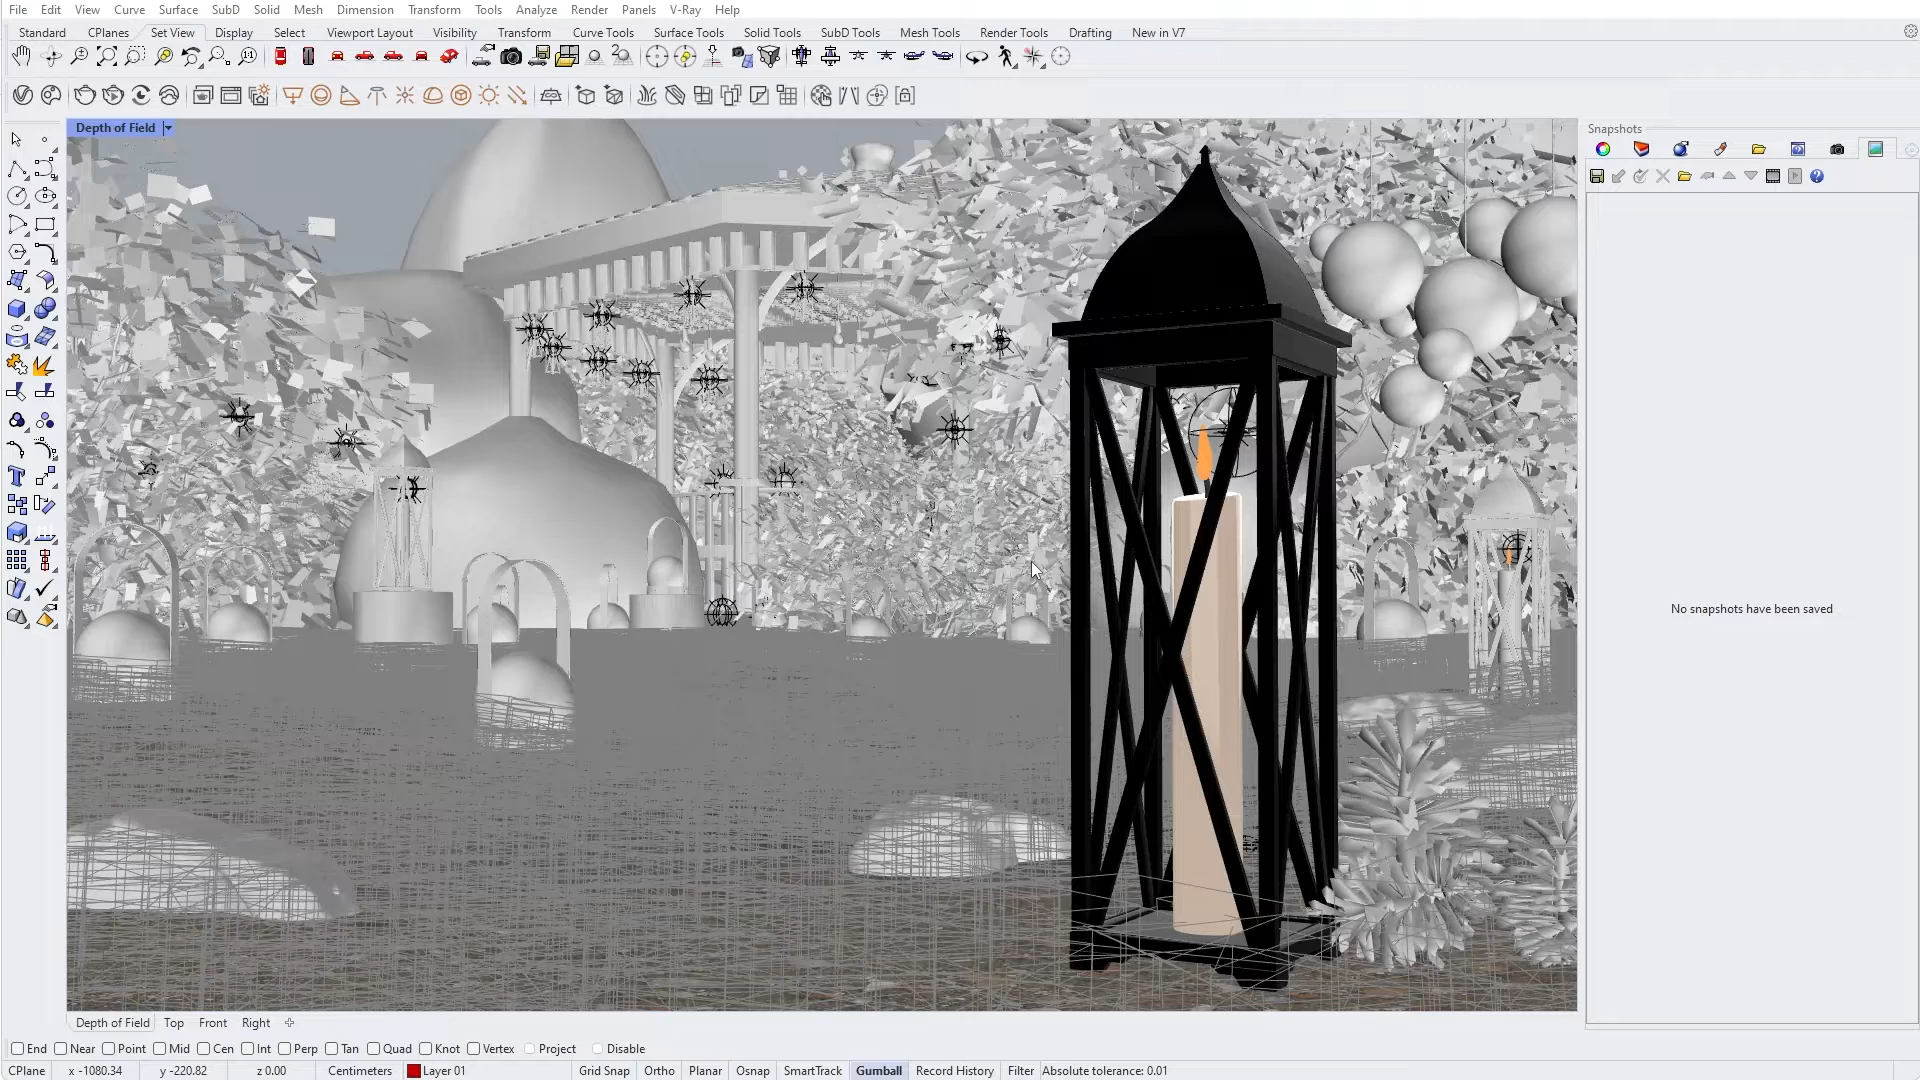 File Edit View Curve Surface SubD Solid Mesh Dimension Transform Tools Analyze Render Panels V-Ray Help
Standard CPlanes Set View Display Select Viewport Layout Visibility Transform Curve Tools Surface Tools Solid Tools SubD Tools Mesh Tools Render Tools Drafting New in V7
Depth of Field
Snapshots
No snapshots have been saved
Depth of Field Top Front Right
End Near Point Mid Cen Int Perp Tan Quad Knot Vertex Project Disable
CPlane x -1080.34 y -220.82 z 0.00 Centimeters Layer 01 Grid Snap Ortho Planar Osnap SmartTrack Gumball Record History Filter Absolute tolerance: 0.01